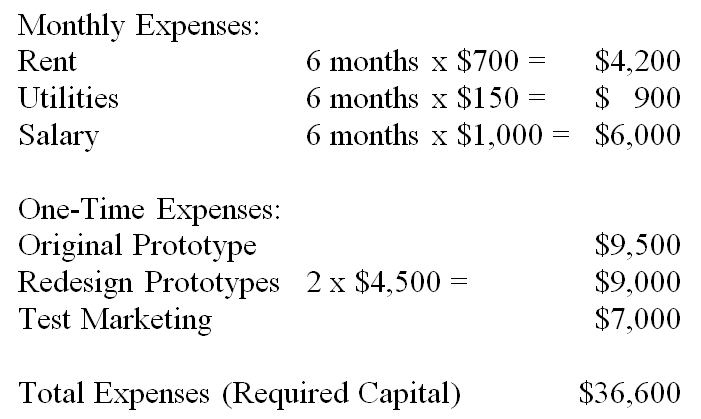 Monthly Expenses:
Rent 6 months x $700 = $4,200
Utilities 6 months x $150 = $ 900
Salary 6 months x $1,000 = $6,000
One-Time Expenses:
Original Prototype $9,500
Redesign Prototypes 2 x $4,500 = $9,000
Test Marketing $7,000
Total Expenses (Required Capital) $36,600